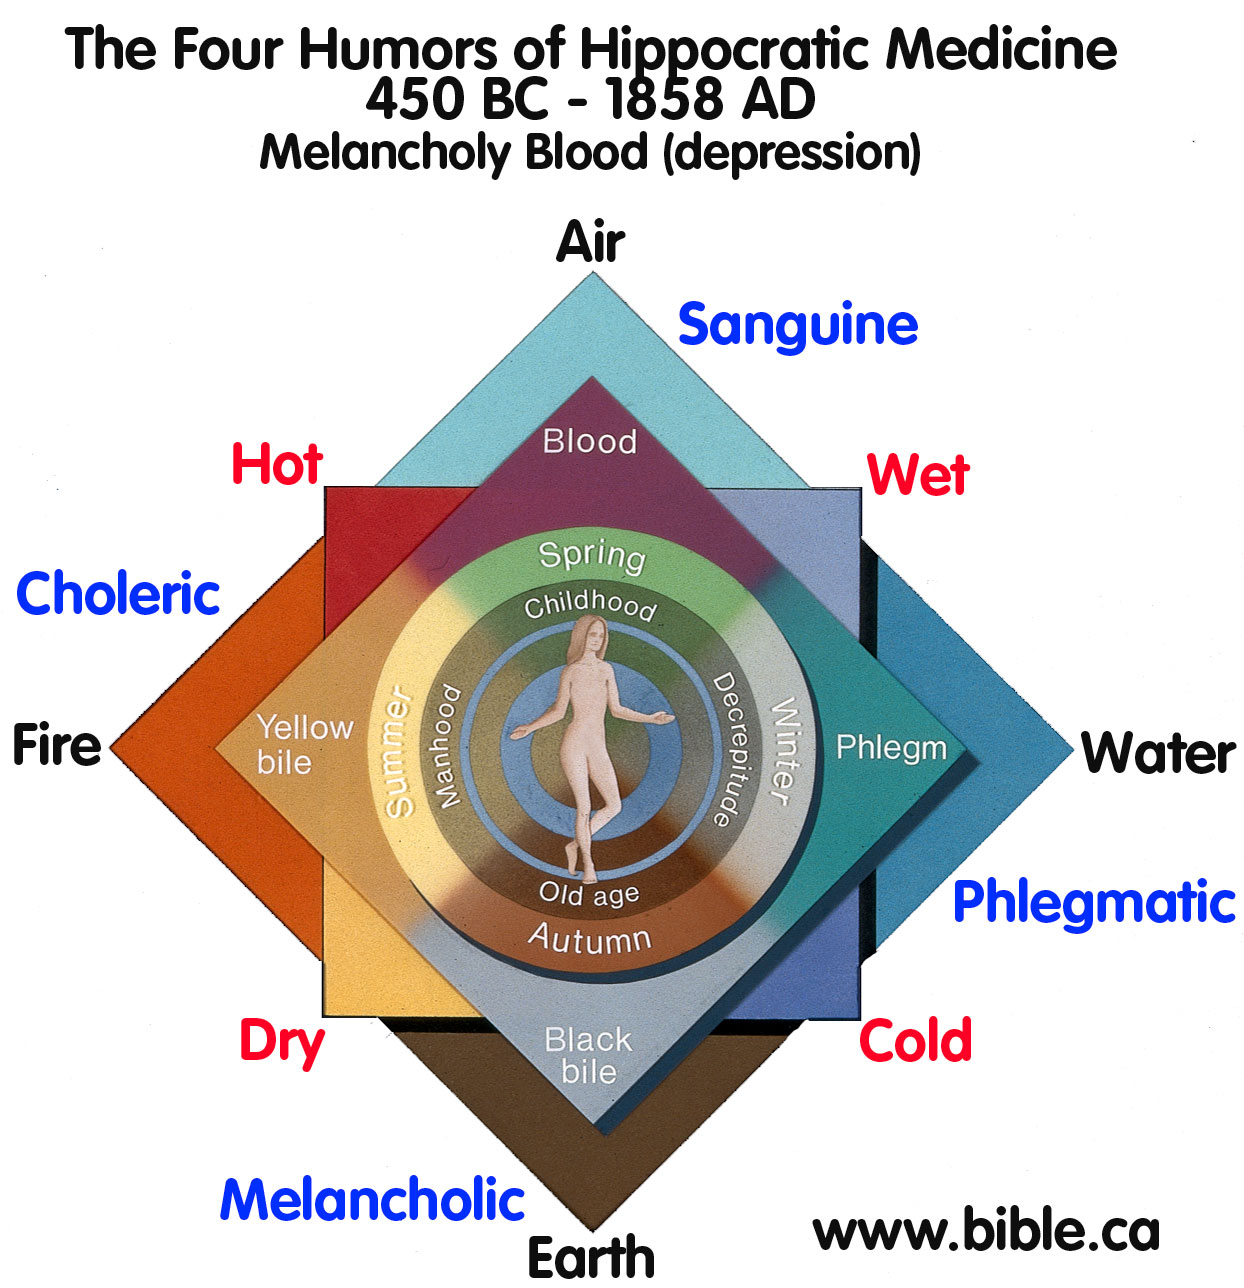 The Four Humors of Hippocratic Medicine
450 BC - 1858 AD
Melancholy Blood (depression)
Air
Sanguine
Blood
Hot
Wet
Spring
Choleric
Childhood
Fire
Yellow
bile
Summer
Manhood
Decrepitude
Winter
Phlegm
Water
Old age
Phlegmatic
Autumn
Dry
Black
bile
Cold
Melancholic
Earth
www.bible.ca